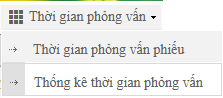 Thời gian phỏng vấn
Thời gian phỏng vấn phiếu
Thống kê thời gian phỏng vấn